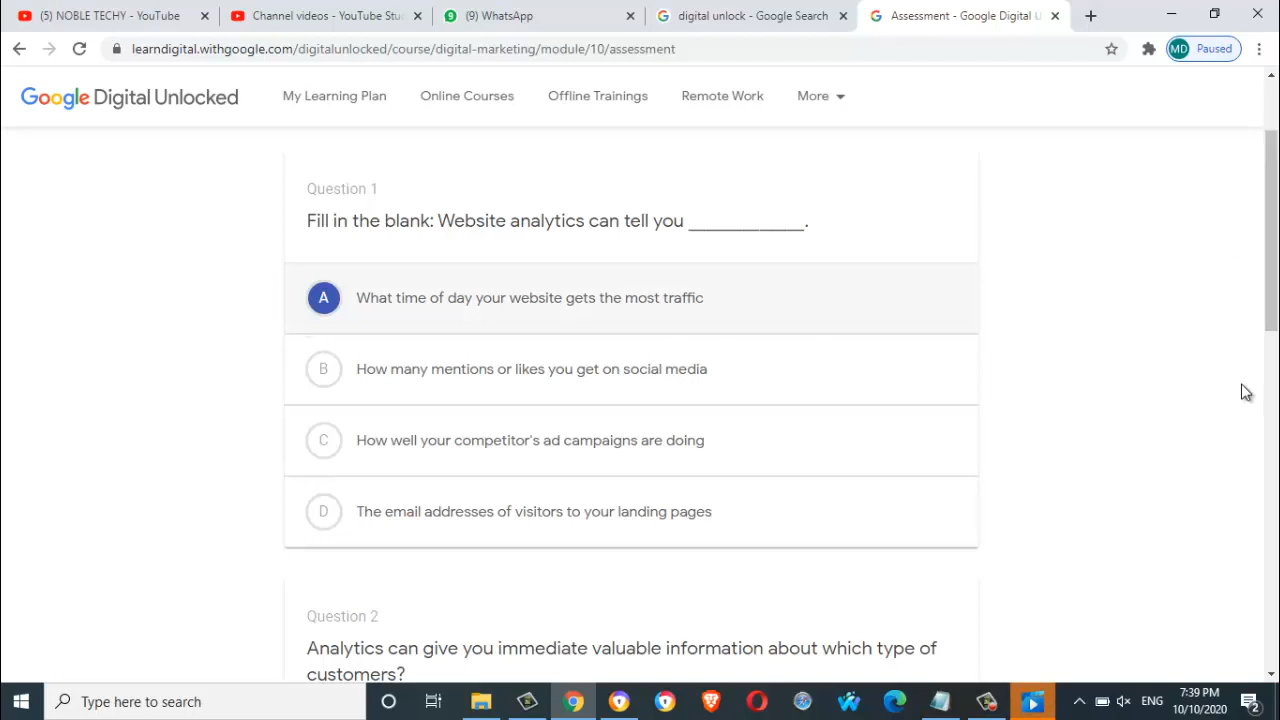 (5) NOBLE TECHY - YouTube
Channel videos - YouTube Stu
9
(9) WhatsApp
digital unlock - Google Search
Assessment - Google Digital U
learndigital.withgoogle.com/digitalunlocked/course/digital-marketing/module/10/assessment
MD
Paused
Google Digital Unlocked
My Learning Plan
Online Courses
Offline Trainings
Remote Work
More
Question 1
Fill in the blank: Website analytics can tell you ____________.
A
What time of day your website gets the most traffic
B
How many mentions or likes you get on social media
C
How well your competitor's ad campaigns are doing
D
The email addresses of visitors to your landing pages
Question 2
Analytics can give you immediate valuable information about which type of
customers?
Type here to search
ENG
7:39 PM
10/10/2020
2